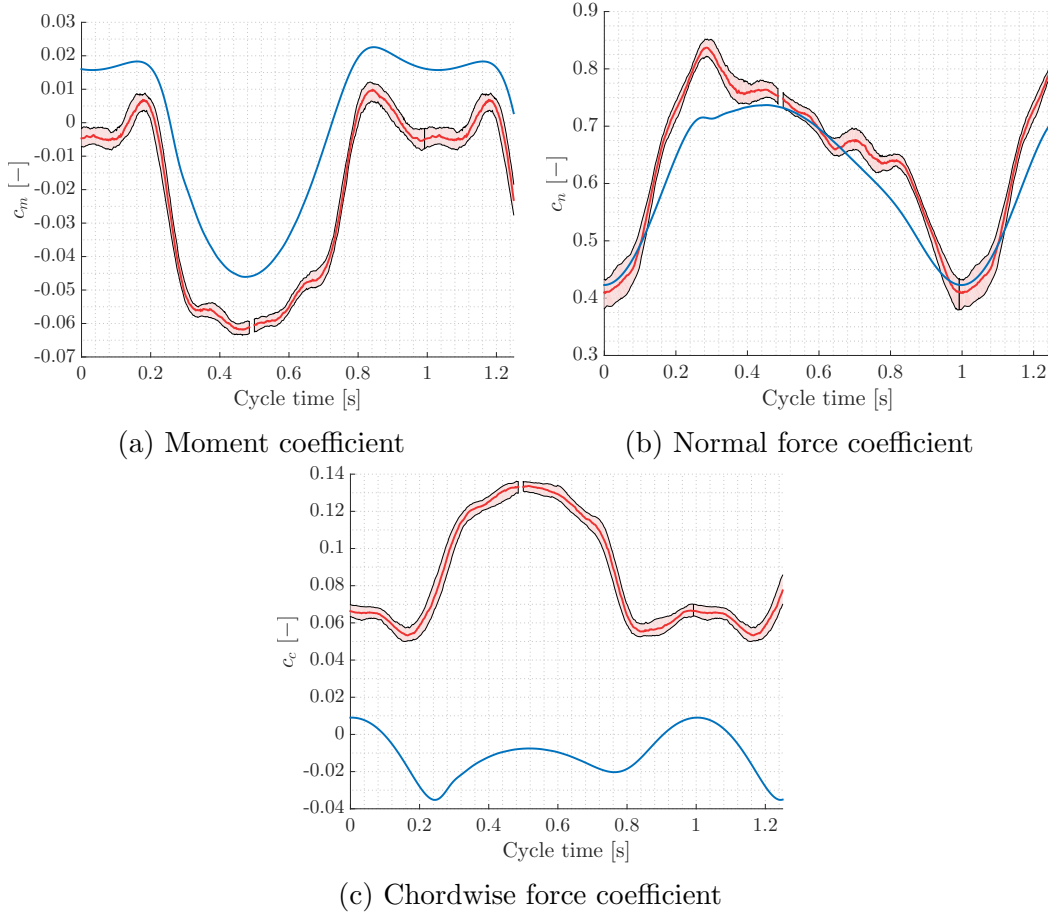 0.03
0.02
0.01
0
-0.01
-0.02
-0.03
-0.04
-0.05
-0.06
-0.07
c_m [−]
0 0.2 0.4 0.6 0.8 1 1.2
Cycle time [s]
(a) Moment coefficient
0.9
0.8
0.7
0.6
0.5
0.4
0.3
c_n [−]
0 0.2 0.4 0.6 0.8 1 1.2
Cycle time [s]
(b) Normal force coefficient
0.14
0.12
0.1
0.08
0.06
0.04
0.02
0
-0.02
-0.04
c_c [−]
0 0.2 0.4 0.6 0.8 1 1.2
Cycle time [s]
(c) Chordwise force coefficient